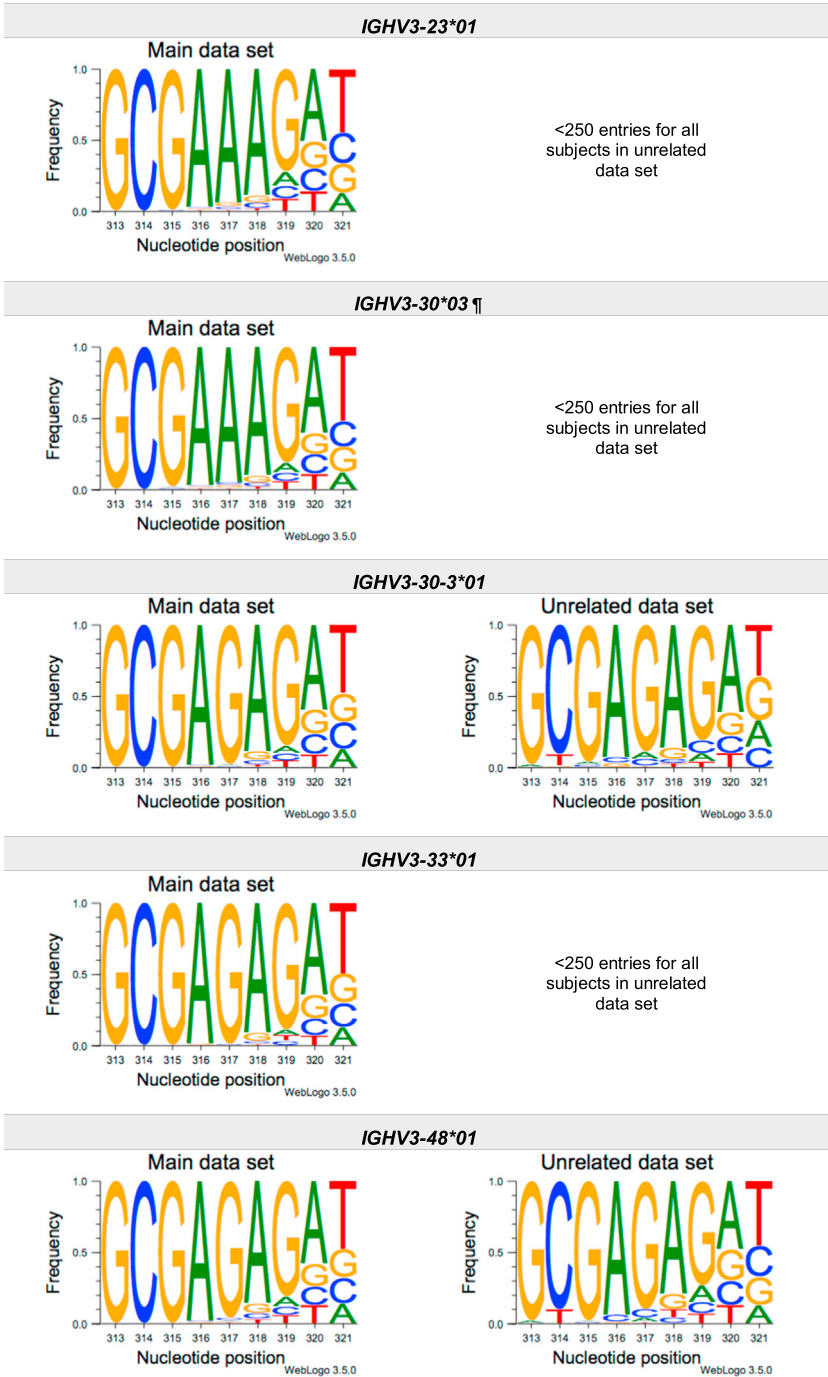 IGHV3-23*01
Main data set
Frequency
1.0
0.5
0.0
GCGAAAGAT
GGCC
ACGG
CCCTTA
T
313 314 315 316 317 318 319 320 321
Nucleotide position
WebLogo 3.5.0
<250 entries for all
subjects in unrelated
data set
IGHV3-30*03 ¶
Main data set
Frequency
1.0
0.5
0.0
GCGAAAGAT
313 314 315 316 317 318 319 320 321
Nucleotide position
WebLogo 3.5.0
<250 entries for all
subjects in unrelated
data set
IGHV3-30-3*01
Main data set
Frequency
1.0
0.5
0.0
GCGAGAGAT
313 314 315 316 317 318 319 320 321
Nucleotide position
WebLogo 3.5.0
Unrelated data set
Frequency
1.0
0.5
0.0
GCGAGAGAT
313 314 315 316 317 318 319 320 321
Nucleotide position
WebLogo 3.5.0
IGHV3-33*01
Main data set
Frequency
1.0
0.5
0.0
GCGAGAGAT
313 314 315 316 317 318 319 320 321
Nucleotide position
WebLogo 3.5.0
<250 entries for all
subjects in unrelated
data set
IGHV3-48*01
Main data set
Frequency
1.0
0.5
0.0
GCGAGAGAT
313 314 315 316 317 318 319 320 321
Nucleotide position
WebLogo 3.5.0
Unrelated data set
Frequency
1.0
0.5
0.0
GCGAGAGAT
313 314 315 316 317 318 319 320 321
Nucleotide position
WebLogo 3.5.0